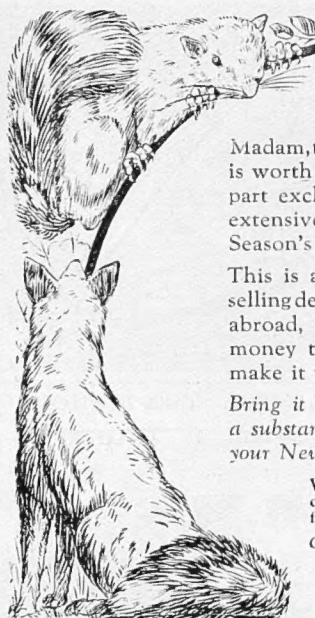 Madam, t
is worth
part excl
extensive
Season's
This is a
selling de
abroad,
money t
make it
Bring it
a substan
your Nev